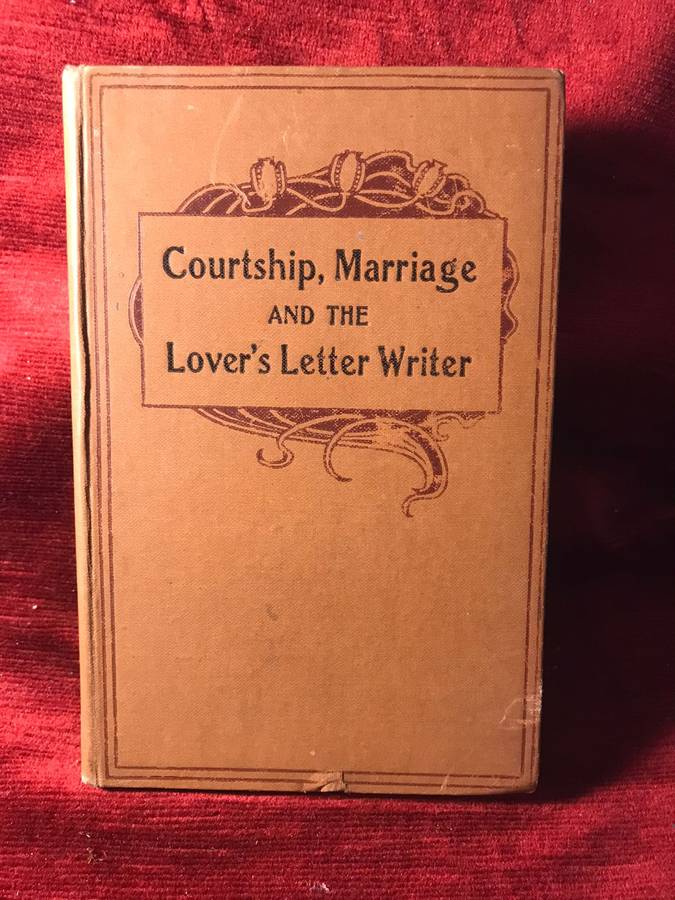 Courtship, Marriage
AND THE
Lover's Letter Writer